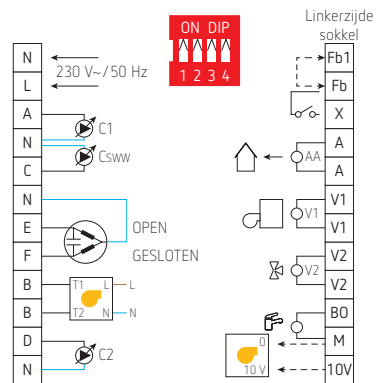 Linkerzijde
sokkel
ON DIP
1 2 3 4
N
L
230 V~/50 Hz
A
N
C
C1
Csww
N
E
F
OPEN
GESLOTEN
B
B
T1 L L
T2 N N
D
N
C2
Fb1
Fb
X
A
A
AA
V1
V1
V1
V2
V2
V2
BO
M
10V
0
10 V